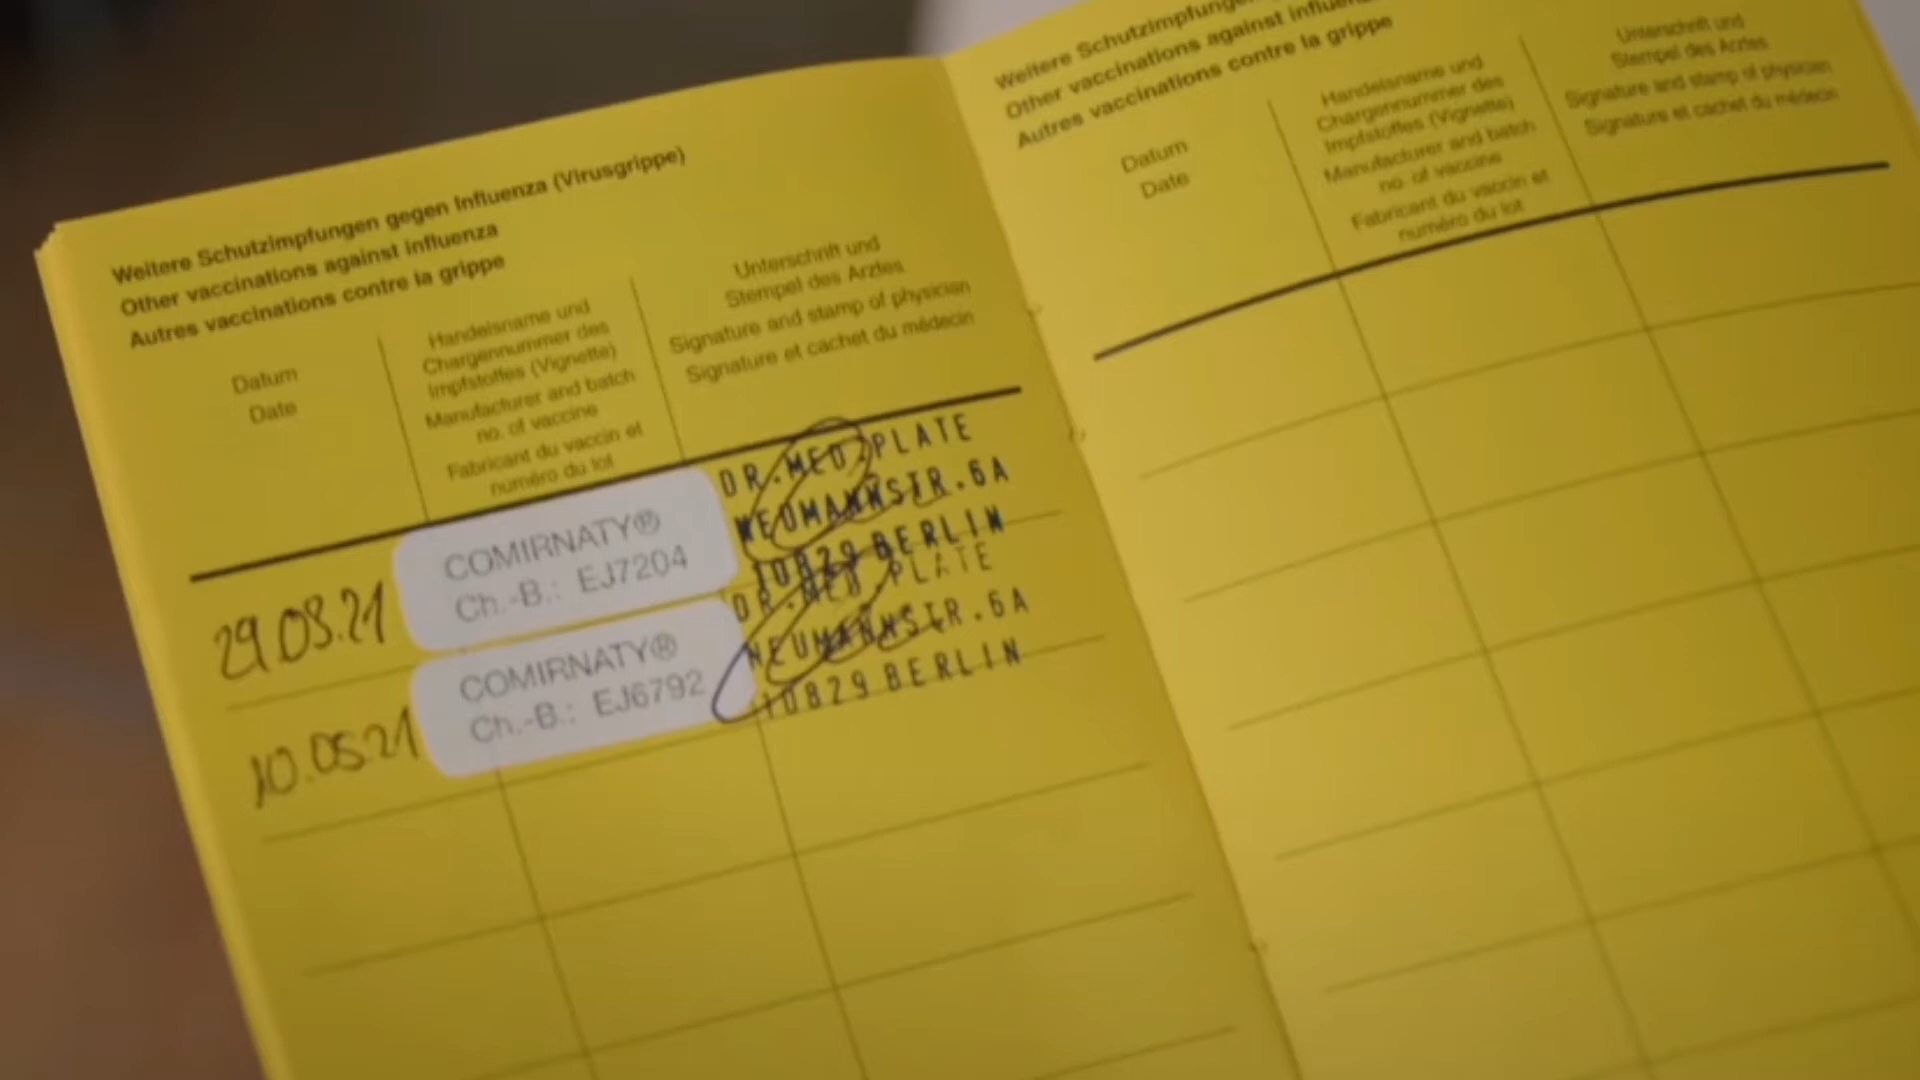 Weitere Schutzimpfungen gegen Influenza (Virusgrippe)
Other vaccinations against influenza
Autres vaccinations contre la grippe
Datum
Date
Handelsname und
Chargennummer des
Impfstoffes (Vignette)
Manufacturer and batch
no. of vaccine
Fabricant du vaccin et
numéro du lot
Unterschrift und
Stempel des Arztes
Signature and stamp of physician
Signature et cachet du médecin
29.03.21
COMIRNATY®
Ch.-B.: EJ7204
DR.MED.PLATE
NEUMANNSTR.6A
10829 BERLIN
10.05.21
COMIRNATY®
Ch.-B.: EJ6792
DR.MED.PLATE
NEUMANNSTR.6A
10829 BERLIN
Weitere Schutzimpfungen
Other vaccinations against influenza
Autres vaccinations contre la grippe
Datum
Date
Handelsname und
Chargennummer des
Impfstoffes (Vignette)
Manufacturer and batch
no. of vaccine
Fabricant du vaccin et
numéro du lot
Unterschrift und
Stempel des Arztes
Signature and stamp of physician
Signature et cachet du médecin